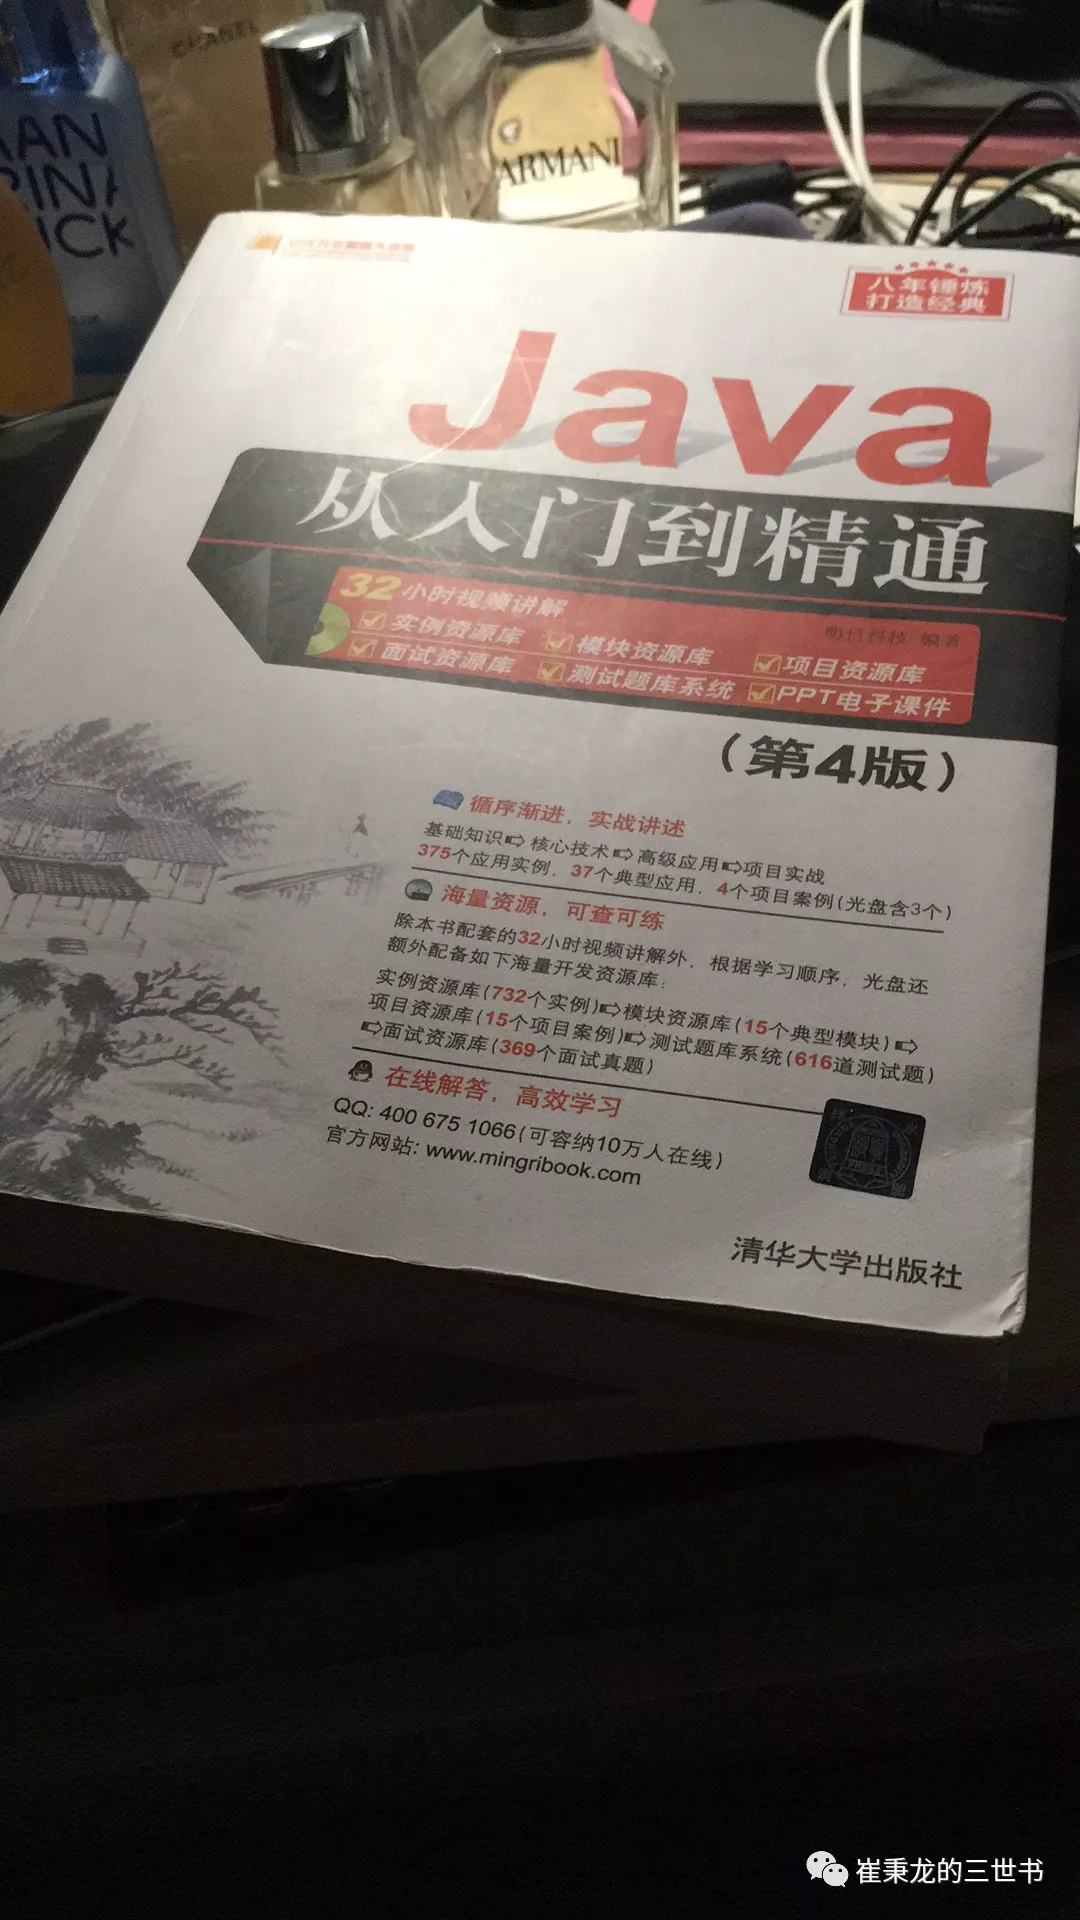 CHANEL
ARMANI
八年锤炼
打造经典
Java
从入门到精通
32小时视频讲解
明日科技 编著
实例资源库 模块资源库 项目资源库
面试资源库 测试题库系统 PPT电子课件
（第4版）
循序渐进，实战讲述
基础知识⇨核心技术⇨高级应用⇨项目实战
375个应用实例，37个典型应用，4个项目案例(光盘含3个)
海量资源，可查可练
除本书配套的32小时视频讲解外，根据学习顺序，光盘还
额外配备如下海量开发资源库：
实例资源库(732个实例)⇨模块资源库(15个典型模块)⇨
项目资源库(15个项目案例)⇨测试题库系统(616道测试题)
⇨面试资源库(369个面试真题)
在线解答，高效学习
QQ: 400 675 1066(可容纳10万人在线)
官方网站: www.mingribook.com
清华大学出版社
崔秉龙的三世书